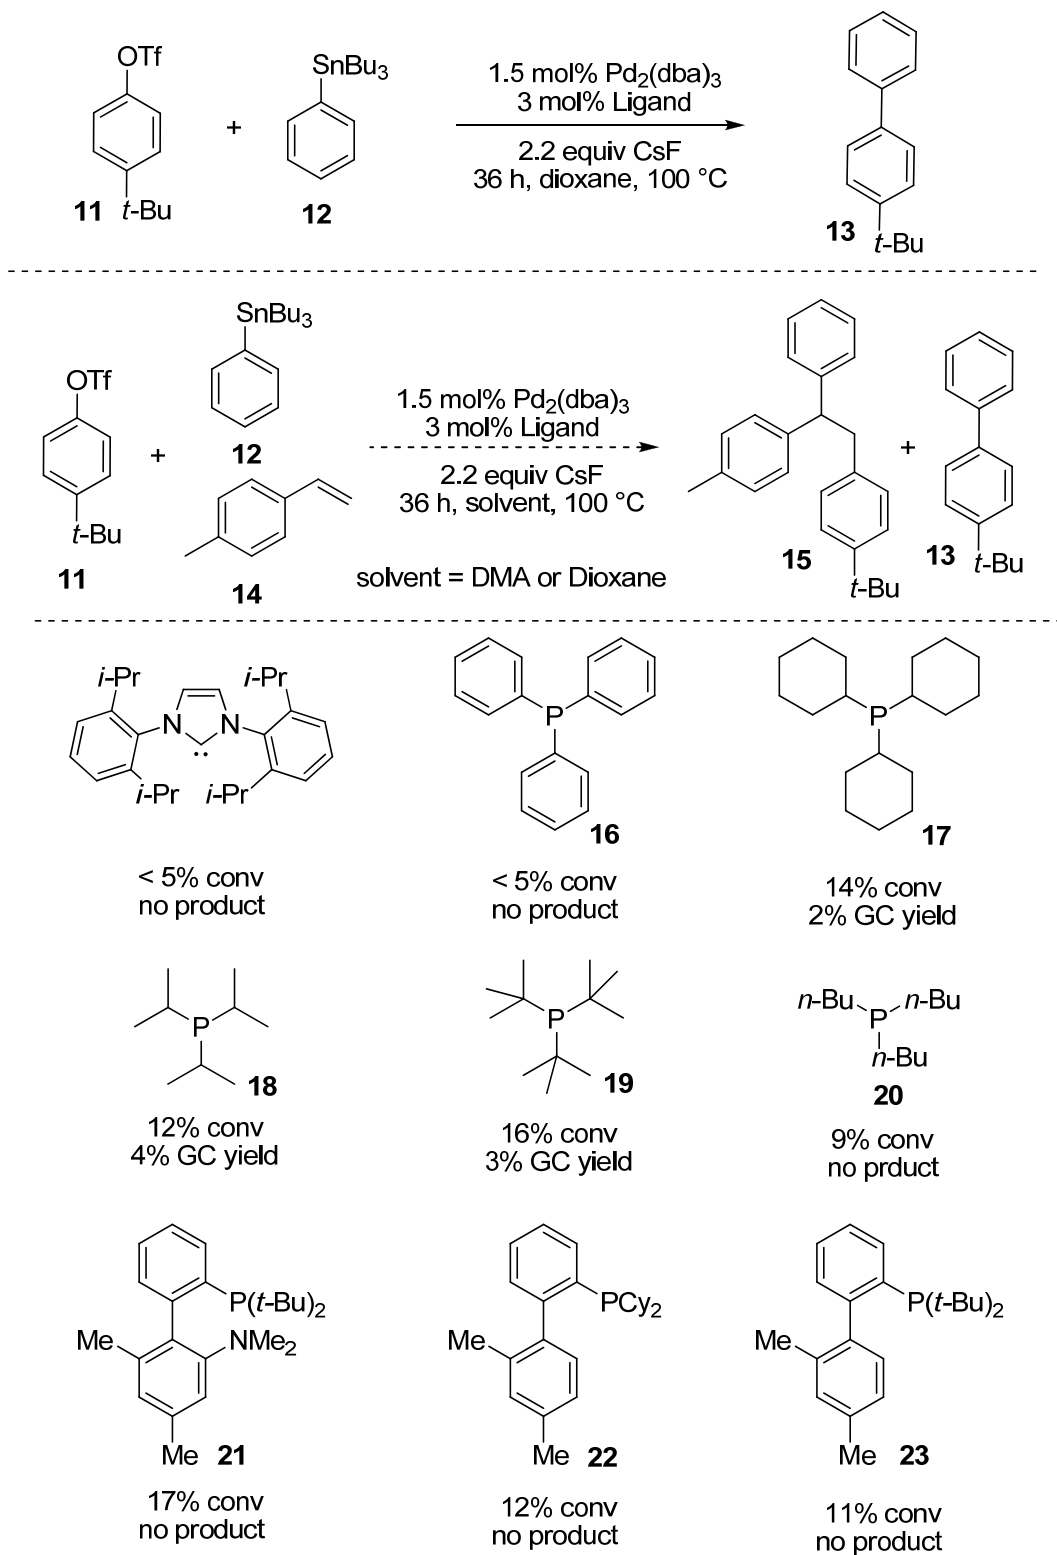 OTf
SnBu3
1.5 mol% Pd2(dba)3
3 mol% Ligand
+
2.2 equiv CsF
36 h, dioxane, 100 °C
11 t-Bu
12
13
t-Bu
SnBu3
OTf
1.5 mol% Pd2(dba)3
3 mol% Ligand
12
+
+
2.2 equiv CsF
36 h, solvent, 100 °C
t-Bu
11
14
solvent = DMA or Dioxane
15
t-Bu
13
t-Bu
i-Pr
i-Pr
N
N
··
i-Pr
i-Pr
< 5% conv
no product
P
16
< 5% conv
no product
P
17
14% conv
2% GC yield
P
18
12% conv
4% GC yield
P
19
16% conv
3% GC yield
n-Bu P n-Bu
n-Bu
20
9% conv
no prduct
P(t-Bu)2
Me
NMe2
Me
21
17% conv
no product
PCy2
Me
Me
22
12% conv
no product
P(t-Bu)2
Me
Me
23
11% conv
no product